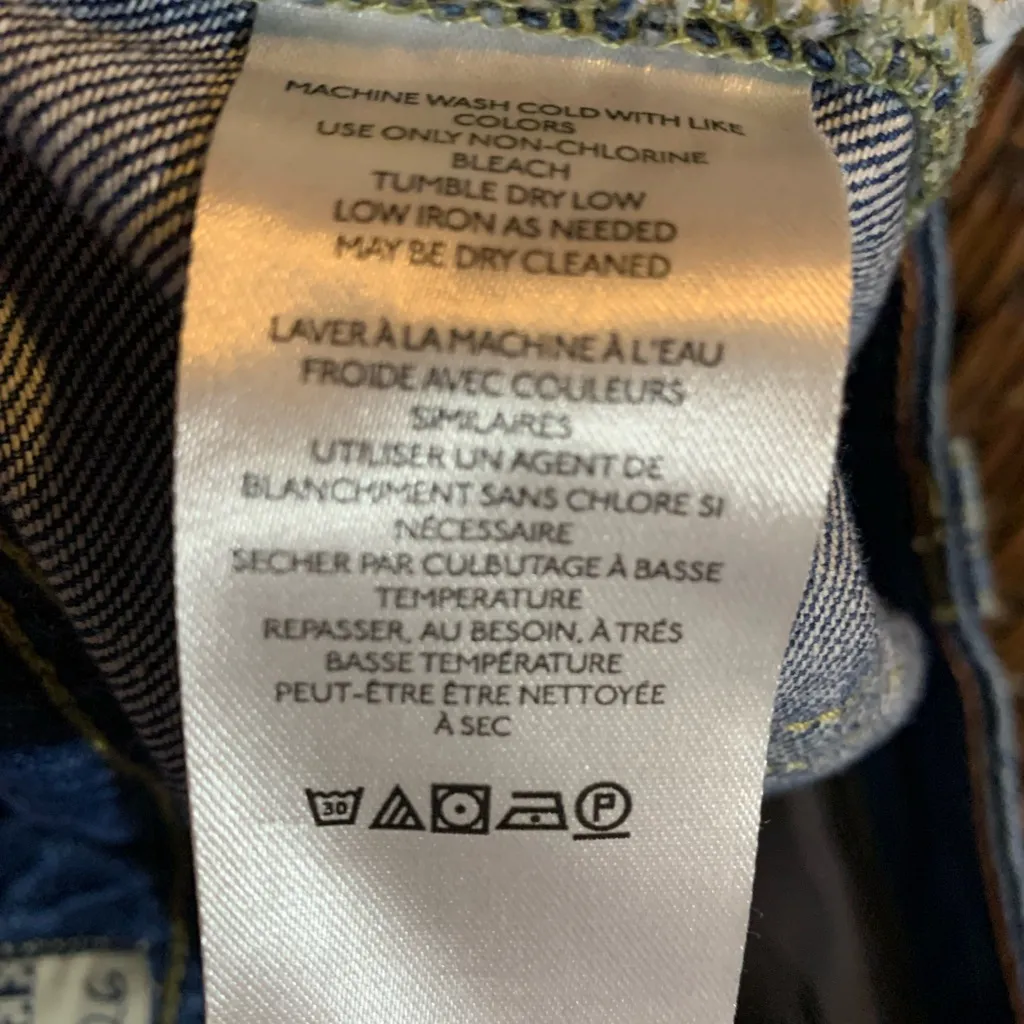 MACHINE WASH COLD WITH LIKE
COLORS
USE ONLY NON-CHLORINE
BLEACH
TUMBLE DRY LOW
LOW IRON AS NEEDED
MAY BE DRY CLEANED
LAVER À LA MACHINE À L'EAU
FROIDE AVEC COULEURS
SIMILAIRES
UTILISER UN AGENT DE
BLANCHIMENT SANS CHLORE SI
NÉCESSAIRE
SECHER PAR CULBUTAGE À BASSE
TEMPERATURE
REPASSER, AU BESOIN, À TRÉS
BASSE TEMPÉRATURE
PEUT-ÊTRE ÊTRE NETTOYÉE
À SEC
30 P